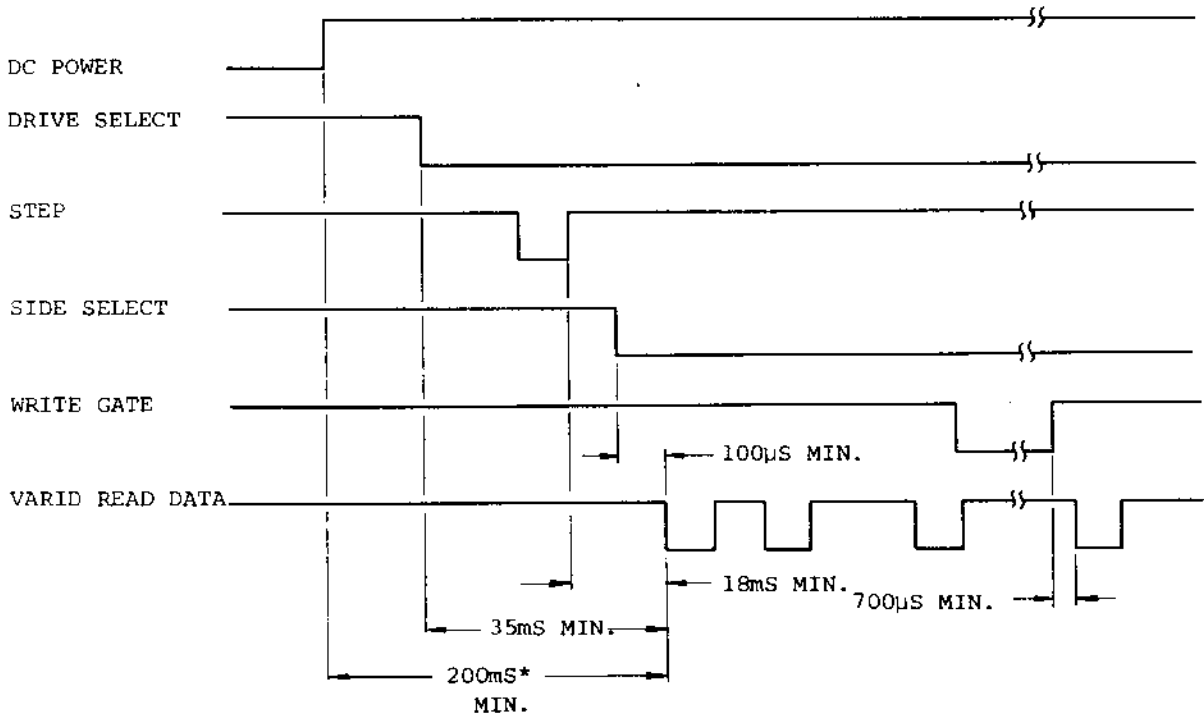 DC POWER
DRIVE SELECT
STEP
SIDE SELECT
WRITE GATE
100µS MIN.
VARID READ DATA
18mS MIN.
700µS MIN.
35mS MIN.
200mS*
MIN.